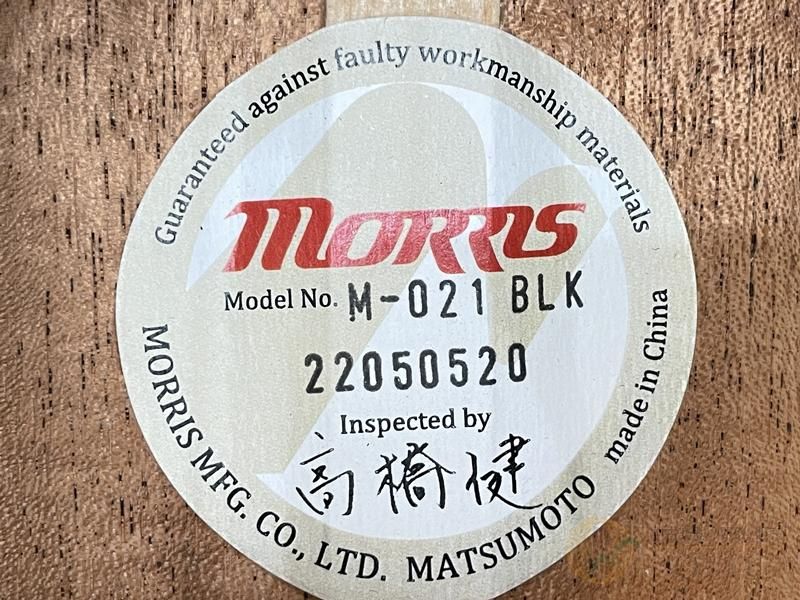 Guaranteed against faulty workmanship materials
MORRIS
Model No. M-021 BLK
22050520
Inspected by
高橋健
MORRIS MFG. CO., LTD. MATSUMOTO
made in China